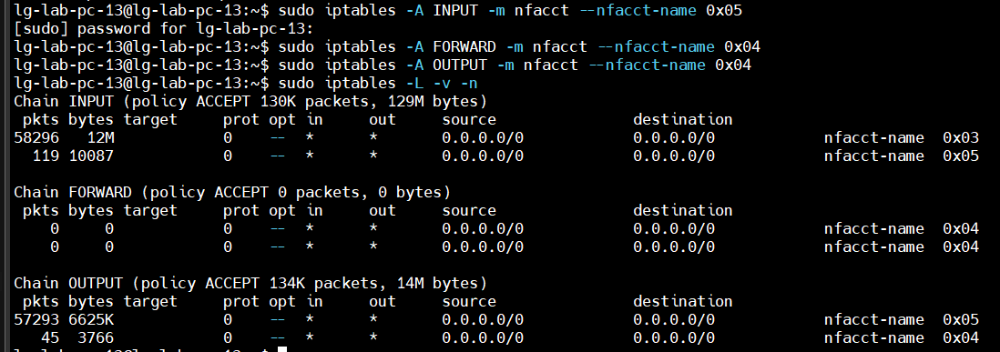 lg-lab-pc-13@lg-lab-pc-13:~$ sudo iptables -A INPUT -m nfacct --nfacct-name 0x05
[sudo] password for lg-lab-pc-13:
lg-lab-pc-13@lg-lab-pc-13:~$ sudo iptables -A FORWARD -m nfacct --nfacct-name 0x04
lg-lab-pc-13@lg-lab-pc-13:~$ sudo iptables -A OUTPUT -m nfacct --nfacct-name 0x04
lg-lab-pc-13@lg-lab-pc-13:~$ sudo iptables -L -v -n
Chain INPUT (policy ACCEPT 130K packets, 129M bytes)
 pkts bytes target     prot opt in     out     source               destination
58296   12M            0    --  *      *       0.0.0.0/0            0.0.0.0/0            nfacct-name  0x03
  119 10087            0    --  *      *       0.0.0.0/0            0.0.0.0/0            nfacct-name  0x05
Chain FORWARD (policy ACCEPT 0 packets, 0 bytes)
 pkts bytes target     prot opt in     out     source               destination
    0     0            0    --  *      *       0.0.0.0/0            0.0.0.0/0            nfacct-name  0x04
    0     0            0    --  *      *       0.0.0.0/0            0.0.0.0/0            nfacct-name  0x04
Chain OUTPUT (policy ACCEPT 134K packets, 14M bytes)
 pkts bytes target     prot opt in     out     source               destination
57293 6625K            0    --  *      *       0.0.0.0/0            0.0.0.0/0            nfacct-name  0x05
   45  3766            0    --  *      *       0.0.0.0/0            0.0.0.0/0            nfacct-name  0x04
lg-lab-pc-13@lg-lab-pc-13:~$